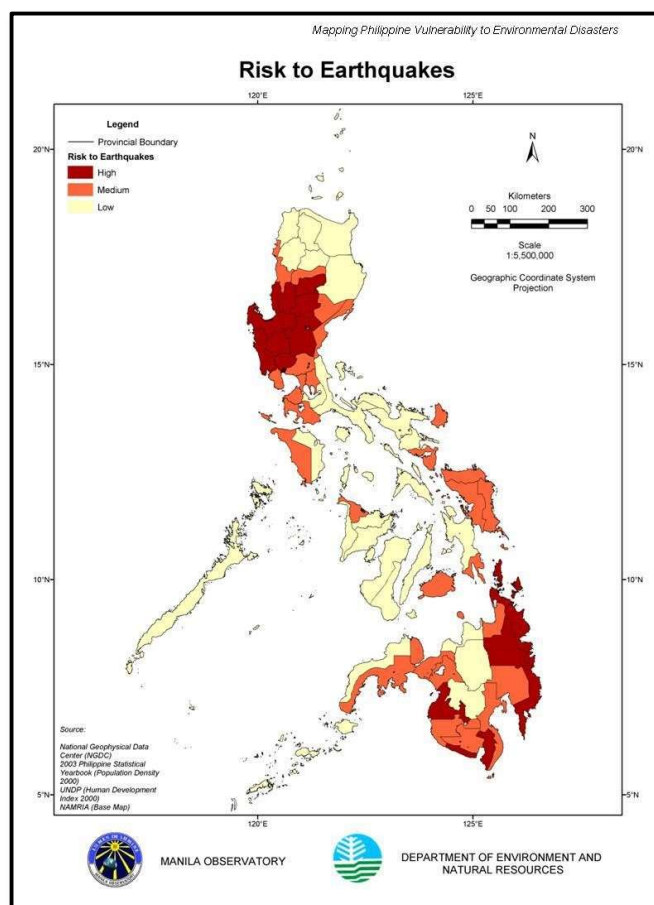 Mapping Philippine Vulnerability to Environmental Disasters
Risk to Earthquakes
120°E
125°E
Legend
Provincial Boundary
Risk to Earthquakes
High
Medium
Low
20°N
20°N
N
Kilometers
0 50 100 200 300
Scale
1:5,500,000
Geographic Coordinate System
Projection
15°N
15°N
10°N
10°N
Source:
National Geophysical Data
Center (NGDC)
2003 Philippine Statistical
Yearbook (Population Density
2000)
UNDP (Human Development
Index 2000)
NAMRIA (Base Map)
5°N
5°N
120°E
125°E
MANILA OBSERVATORY
DEPARTMENT OF ENVIRONMENT AND
NATURAL RESOURCES